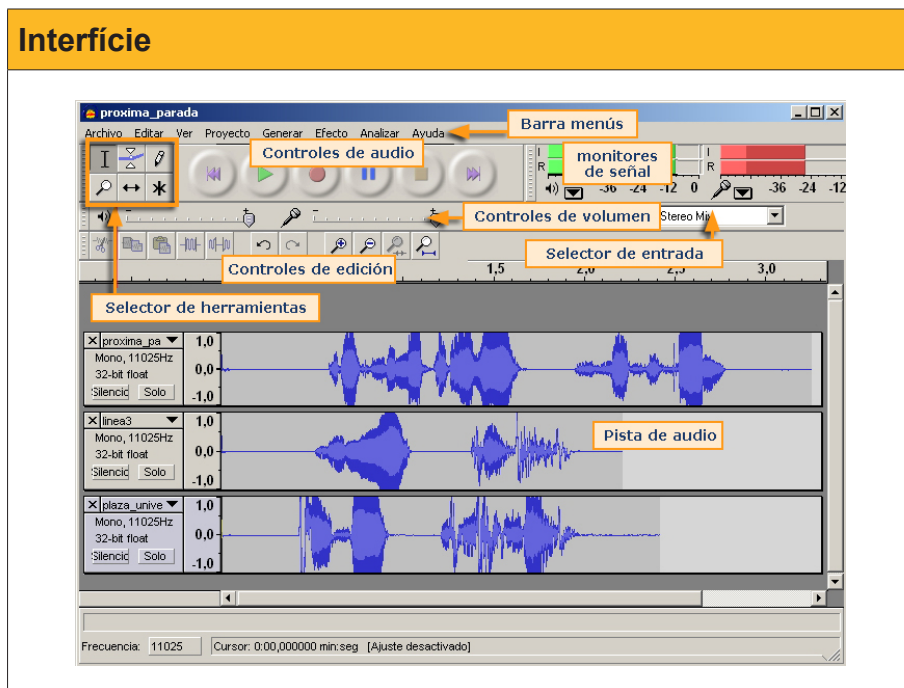 Interfície
proxima_parada
Archivo Editar Ver Proyecto Generar Efecto Analizar Ayuda
Barra menús
Controles de audio
monitores
de señal
I
R
I
R
-36 -24 -12 0
-36 -24 -12
Controles de volumen
Stereo Mi
Selector de entrada
Controles de edición
1,5 2,0 2,5 3,0
Selector de herramientas
proxima_pa
Mono, 11025Hz
32-bit float
Silencic Solo
1,0
0,0
-1,0
linea3
Mono, 11025Hz
32-bit float
Silencic Solo
1,0
0,0
-1,0
Pista de audio
plaza_unive
Mono, 11025Hz
32-bit float
Silencic Solo
1,0
0,0
-1,0
Frecuencia: 11025 Cursor: 0:00,000000 min:seg [Ajuste desactivado]